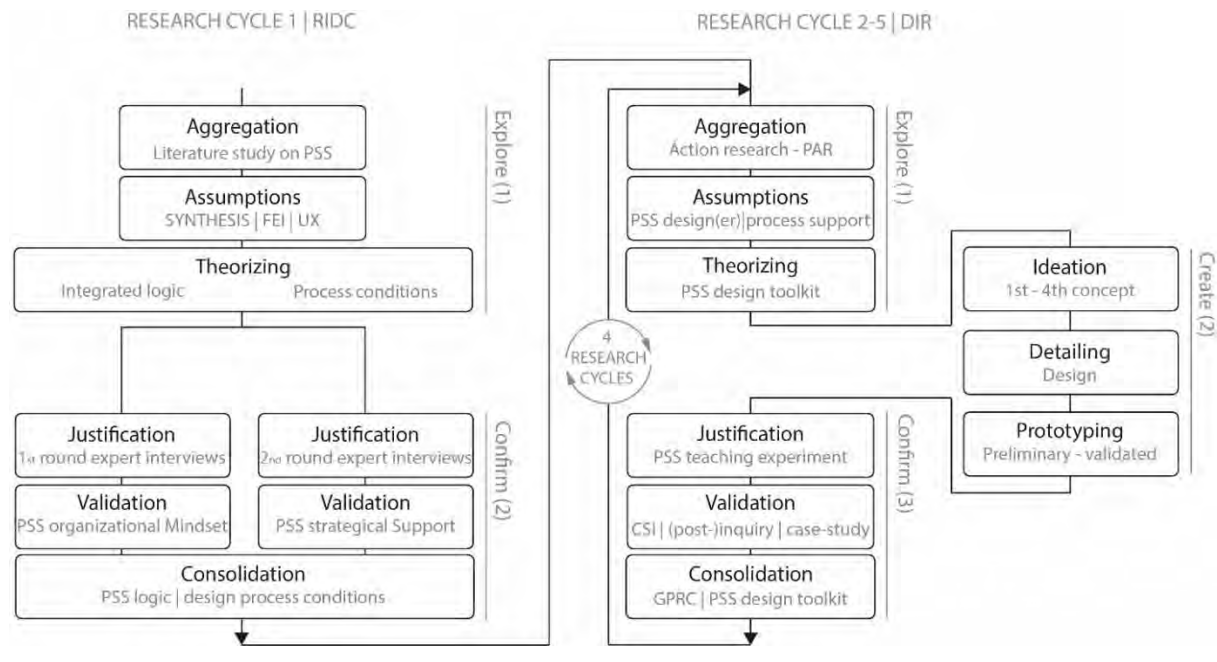 RESEARCH CYCLE 1 | RIDC
Aggregation
Literature study on PSS
Assumptions
SYNTHESIS | FEI | UX
Theorizing
Integrated logic Process conditions
Explore (1)
Justification
1st round expert interviews
Validation
PSS organizational Mindset
Justification
2nd round expert interviews
Validation
PSS strategical Support
Consolidation
PSS logic | design process conditions
Confirm (2)
RESEARCH CYCLE 2-5 | DIR
Aggregation
Action research - PAR
Assumptions
PSS design(er)|process support
Theorizing
PSS design toolkit
Explore (1)
Ideation
1st - 4th concept
Detailing
Design
Prototyping
Preliminary - validated
Create (2)
4
RESEARCH
CYCLES
Justification
PSS teaching experiment
Validation
CSI | (post-)inquiry | case-study
Consolidation
GPRC | PSS design toolkit
Confirm (3)